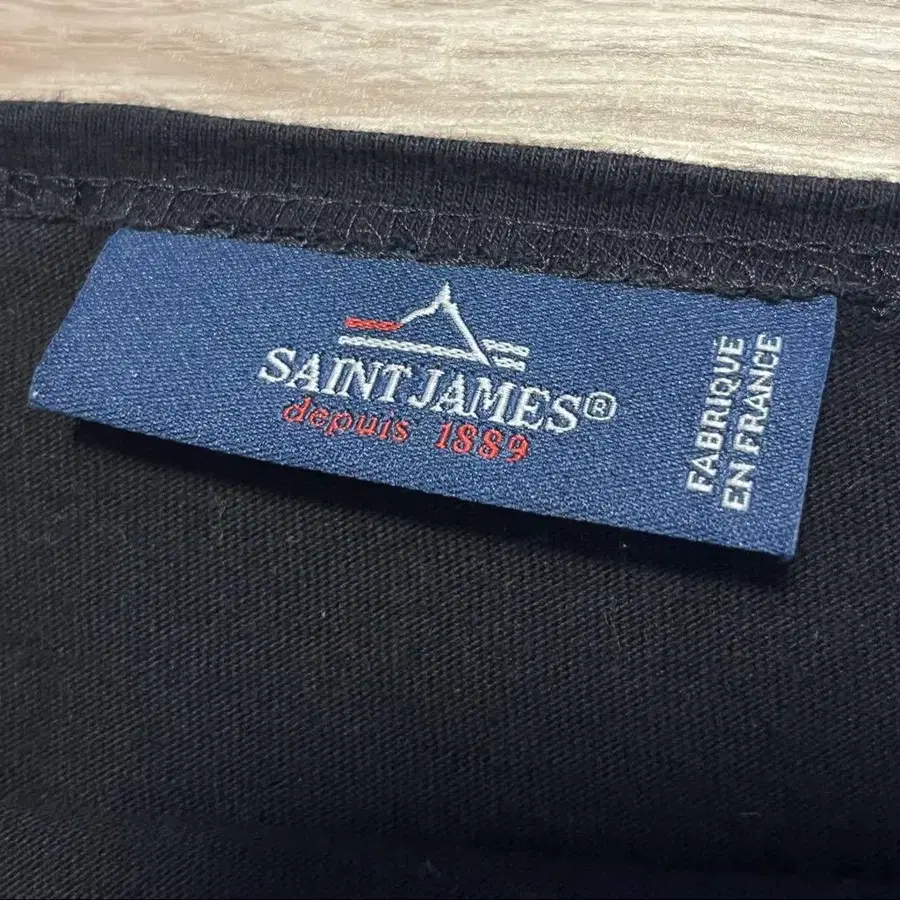 SAINT JAMES®
depuis 1889
FABRIQUE
EN FRANCE